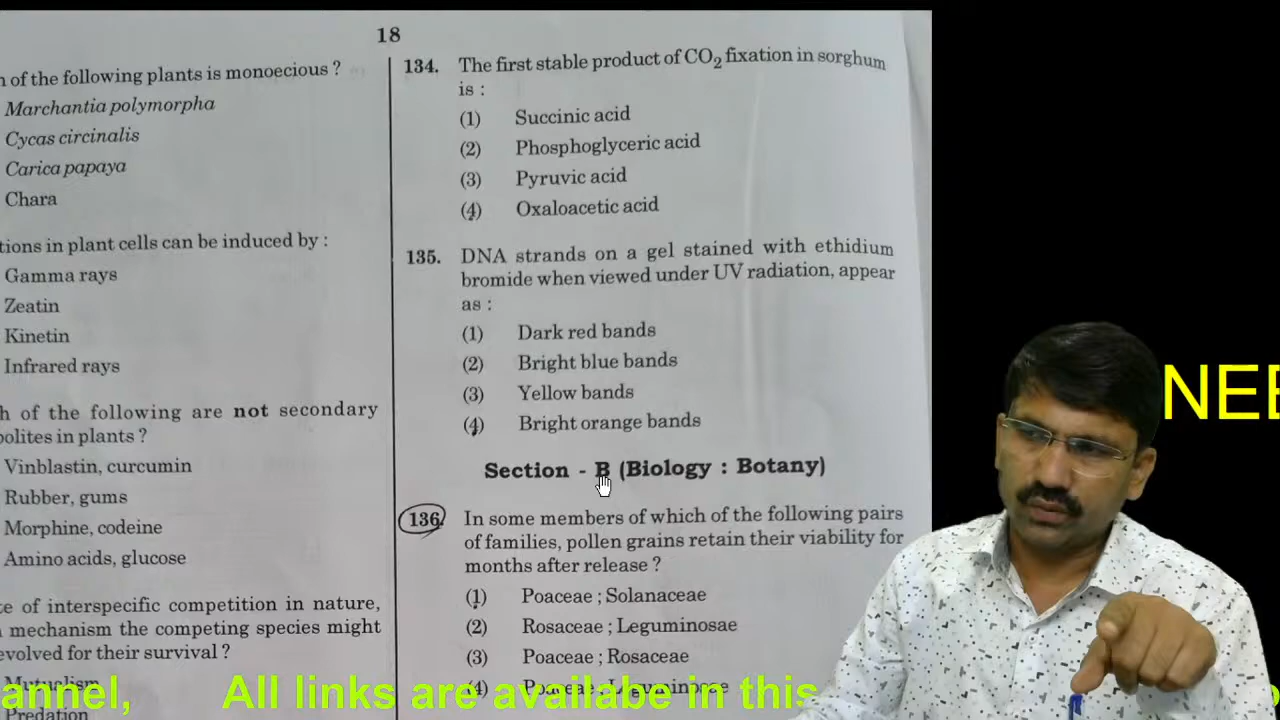 18
of the following plants is monoecious ?
Marchantia polymorpha
Cycas circinalis
Carica papaya
Chara
in plant cells can be induced by :
Gamma rays
Zeatin
Kinetin
Infrared rays
of the following are not secondary
in plants ?
Vinblastin, curcumin
Rubber, gums
Morphine, codeine
Amino acids, glucose
of interspecific competition in nature,
mechanism the competing species might
evolved for their survival ?
Mutualism
Predation
134. The first stable product of CO2 fixation in sorghum
is :
(1) Succinic acid
(2) Phosphoglyceric acid
(3) Pyruvic acid
(4) Oxaloacetic acid
135. DNA strands on a gel stained with ethidium
bromide when viewed under UV radiation, appear
as :
(1) Dark red bands
(2) Bright blue bands
(3) Yellow bands
(4) Bright orange bands
Section - B (Biology : Botany)
136. In some members of which of the following pairs
of families, pollen grains retain their viability for
months after release ?
(1) Poaceae ; Solanaceae
(2) Rosaceae ; Leguminosae
(3) Poaceae ; Rosaceae
(4) Poaceae ; Leguminosae
All links are availabe in this